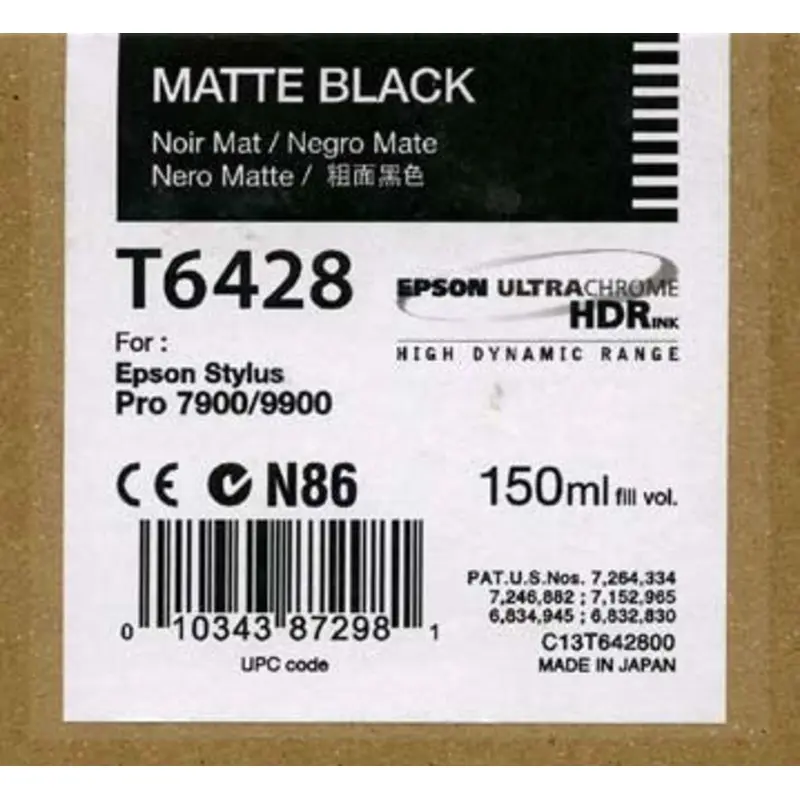 MATTE BLACK
Noir Mat / Negro Mate
Nero Matte / 粗面黑色
T6428
EPSON ULTRACHROME
HDR INK
HIGH DYNAMIC RANGE
For :
Epson Stylus
Pro 7900/9900
CE N86
150ml fill vol.
PAT.U.S.Nos. 7,264,334
7,246,882 ; 7,152,965
6,834,945 ; 6,832,830
C13T642800
MADE IN JAPAN
0 10343 87298 1
UPC code